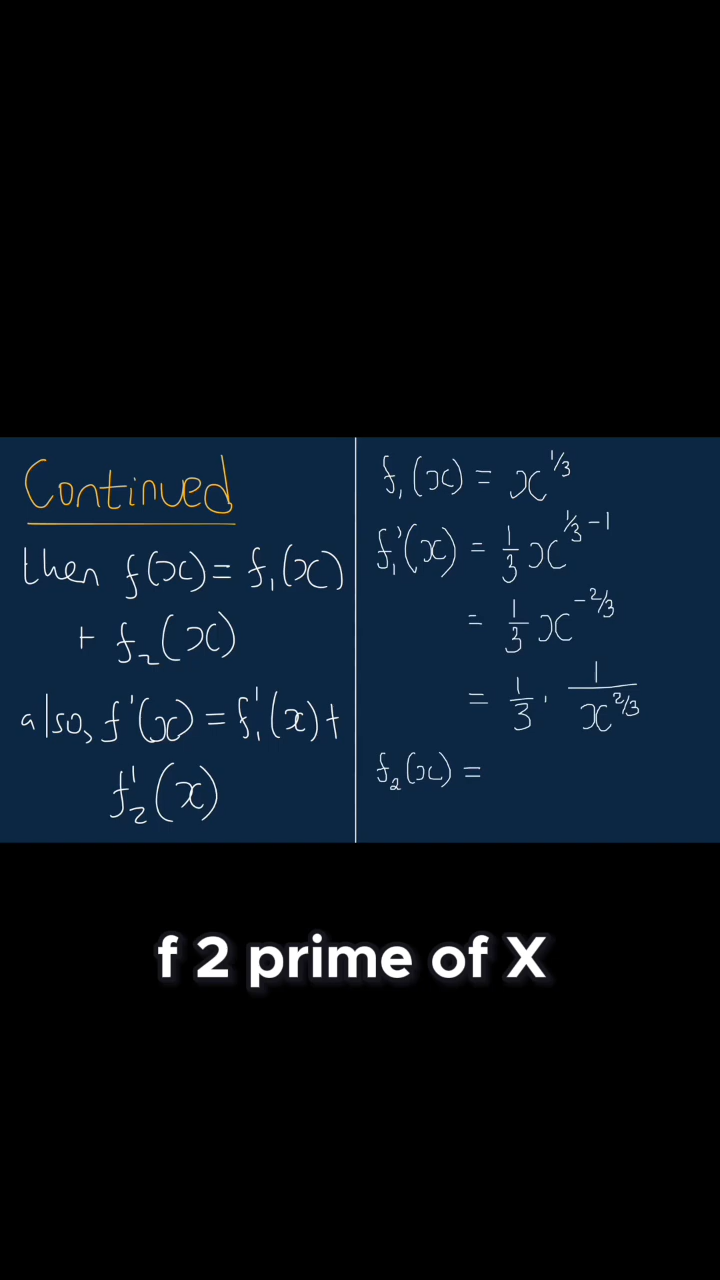 Continued
then f(x) = f₁(x)
+ f₂(x)
also, f'(x) = f₁'(x) +
f₂'(x)
f₁(x) = x^{1/3}
f₁'(x) = 1/3 x^{1/3 - 1}
= 1/3 x^{-2/3}
= 1/3 · 1/x^{2/3}
f₂(x) =
f 2 prime of X